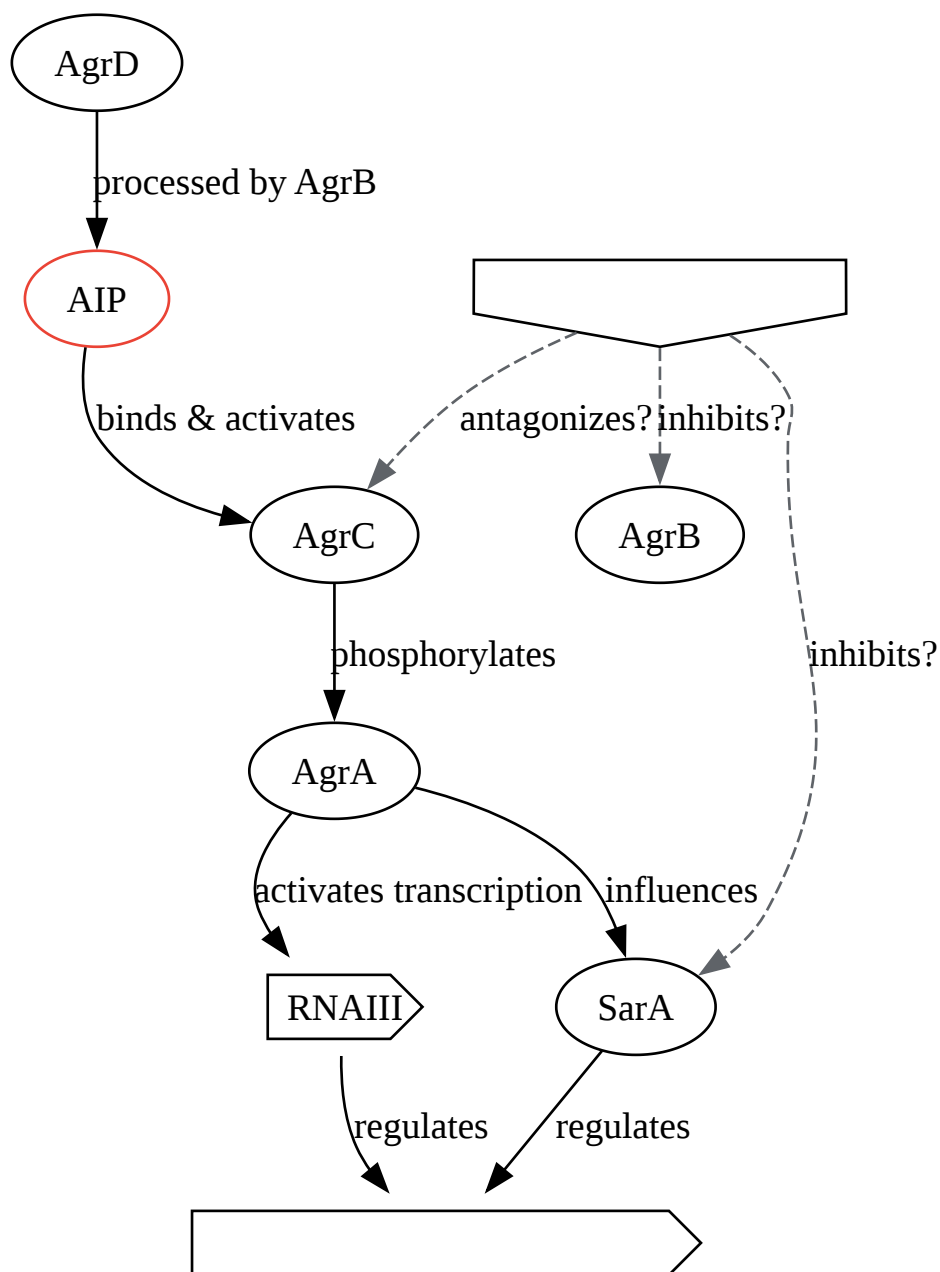 AgrD
processed by AgrB
AIP
binds & activates
antagonizes?
inhibits?
AgrC
AgrB
phosphorylates
inhibits?
AgrA
activates transcription
influences
RNAIII
SarA
regulates
regulates